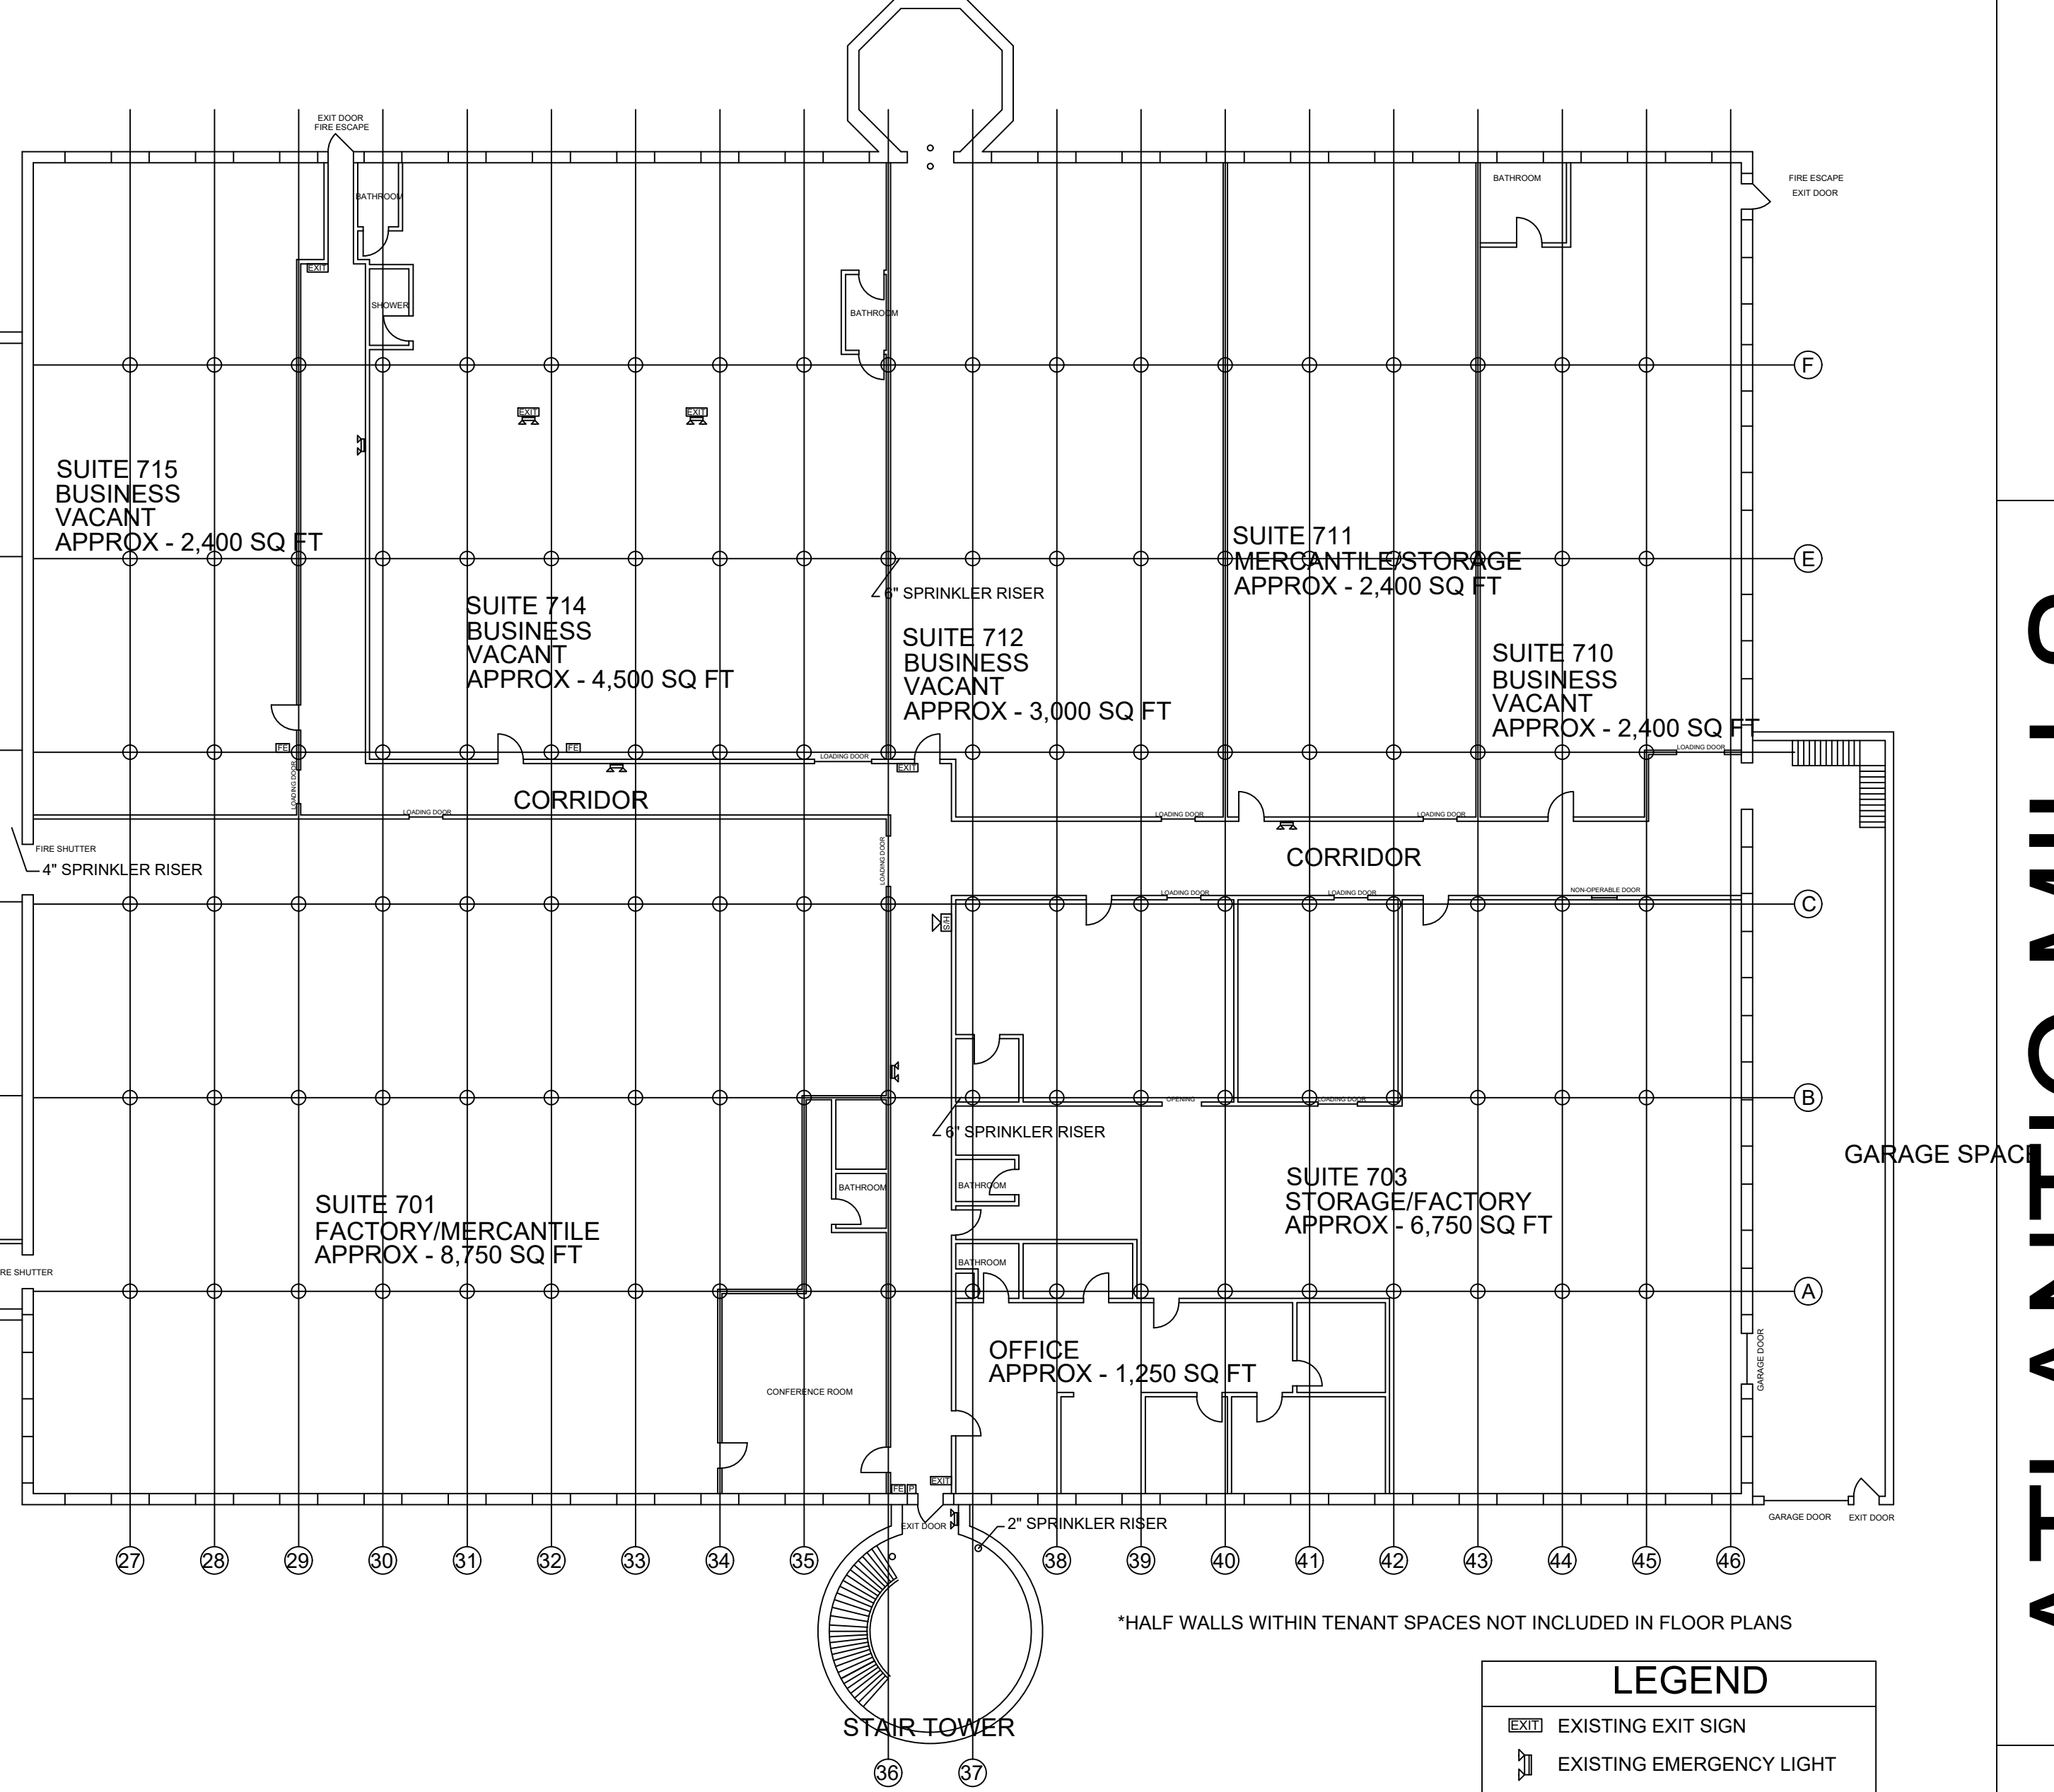 EXIT DOOR
FIRE ESCAPE
BATHROOM
BATHROOM
FIRE ESCAPE
EXIT DOOR
EXIT
SHOWER
BATHROOM
F
EXIT
EXIT
SUITE 715
BUSINESS
VACANT
APPROX - 2,400 SQ FT
SUITE 711
MERCANTILE/STORAGE
APPROX - 2,400 SQ FT
E
6" SPRINKLER RISER
SUITE 714
BUSINESS
VACANT
APPROX - 4,500 SQ FT
SUITE 712
BUSINESS
VACANT
APPROX - 3,000 SQ FT
SUITE 710
BUSINESS
VACANT
APPROX - 2,400 SQ FT
FE
FE
LOADING DOOR
LOADING DOOR
EXIT
LOADING DOOR
CORRIDOR
LOADING DOOR
LOADING DOOR
LOADING DOOR
FIRE SHUTTER
4" SPRINKLER RISER
LOADING DOOR
CORRIDOR
LOADING DOOR
LOADING DOOR
NON-OPERABLE DOOR
C
S/H
B
OPENING
LOADING DOOR
6" SPRINKLER RISER
GARAGE SPACE
BATHROOM
BATHROOM
SUITE 701
FACTORY/MERCANTILE
APPROX - 8,750 SQ FT
SUITE 703
STORAGE/FACTORY
APPROX - 6,750 SQ FT
RE SHUTTER
BATHROOM
A
OFFICE
APPROX - 1,250 SQ FT
GARAGE DOOR
CONFERENCE ROOM
EXIT
FE
P
EXIT DOOR
2" SPRINKLER RISER
GARAGE DOOR
EXIT DOOR
27
28
29
30
31
32
33
34
35
38
39
40
41
42
43
44
45
46
*HALF WALLS WITHIN TENANT SPACES NOT INCLUDED IN FLOOR PLANS
STAIR TOWER
36
37
LEGEND
EXIT EXISTING EXIT SIGN
EXISTING EMERGENCY LIGHT